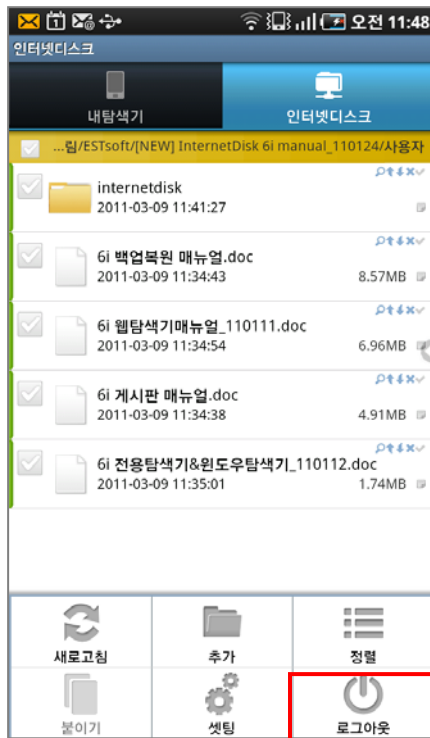 오전 11:48
인터넷디스크
내탐색기
인터넷디스크
...림/ESTsoft/[NEW] InternetDisk 6i manual_110124/사용자
internetdisk
2011-03-09 11:41:27
6i 백업복원 매뉴얼.doc
2011-03-09 11:34:43
8.57MB
6i 웹탐색기매뉴얼_110111.doc
2011-03-09 11:34:54
6.96MB
6i 게시판 매뉴얼.doc
2011-03-09 11:34:38
4.91MB
6i 전용탐색기&윈도우탐색기_110112.doc
2011-03-09 11:35:01
1.74MB
새로고침
추가
정렬
붙이기
셋팅
로그아웃